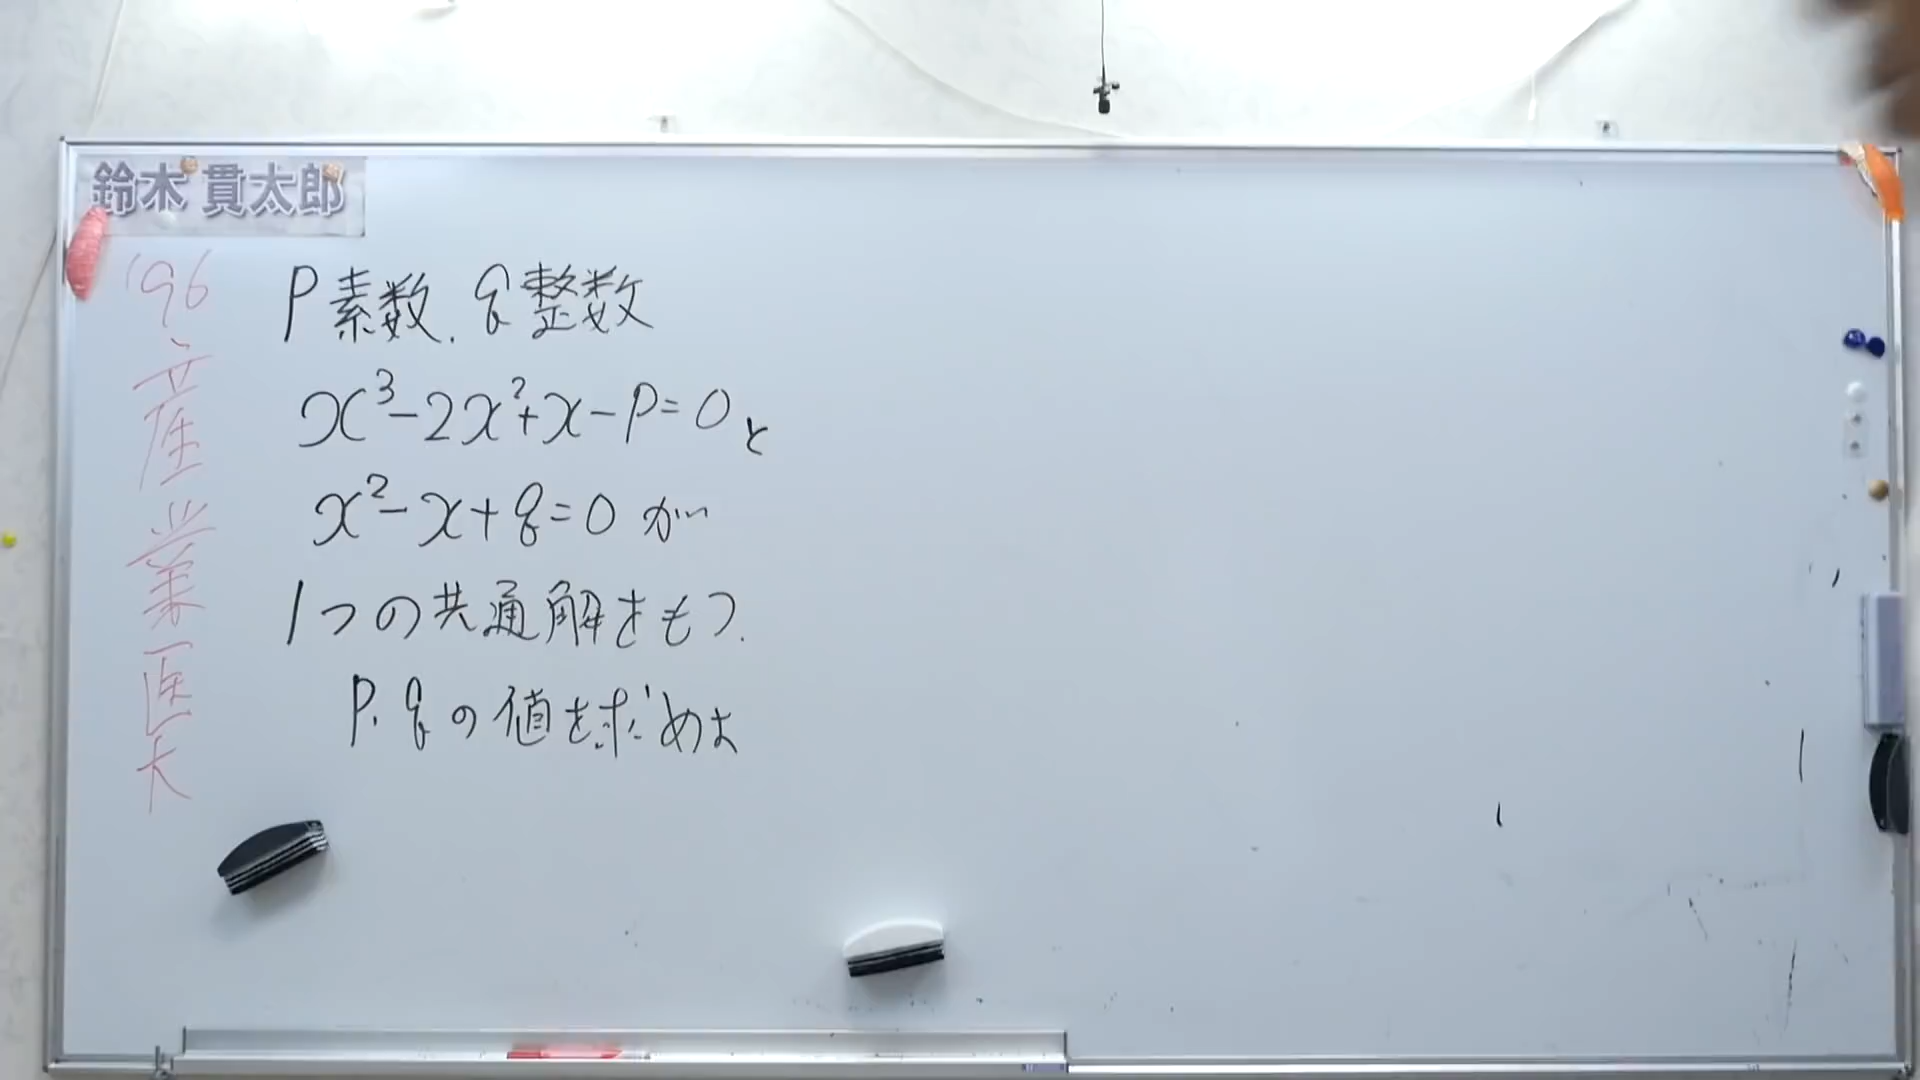 鈴木貫太郎
'96 産業医大
P素数, q整数
x³-2x²+x-P=0と
x²-x+q=0が
1つの共通解をもつ.
P, qの値を求めよ